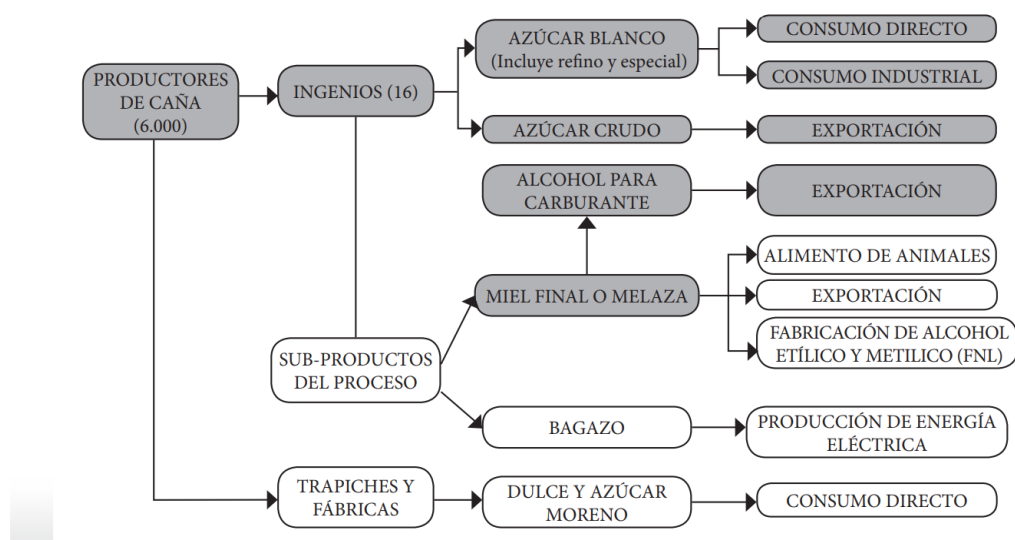 PRODUCTORES
DE CAÑA
(6.000)
INGENIOS (16)
AZÚCAR BLANCO
(Incluye refino y especial)
CONSUMO DIRECTO
CONSUMO INDUSTRIAL
AZÚCAR CRUDO
EXPORTACIÓN
ALCOHOL PARA
CARBURANTE
EXPORTACIÓN
MIEL FINAL O MELAZA
ALIMENTO DE ANIMALES
EXPORTACIÓN
FABRICACIÓN DE ALCOHOL
ETÍLICO Y METILICO (FNL)
SUB-PRODUCTOS
DEL PROCESO
BAGAZO
PRODUCCIÓN DE ENERGÍA
ELÉCTRICA
TRAPICHES Y
FÁBRICAS
DULCE Y AZÚCAR
MORENO
CONSUMO DIRECTO